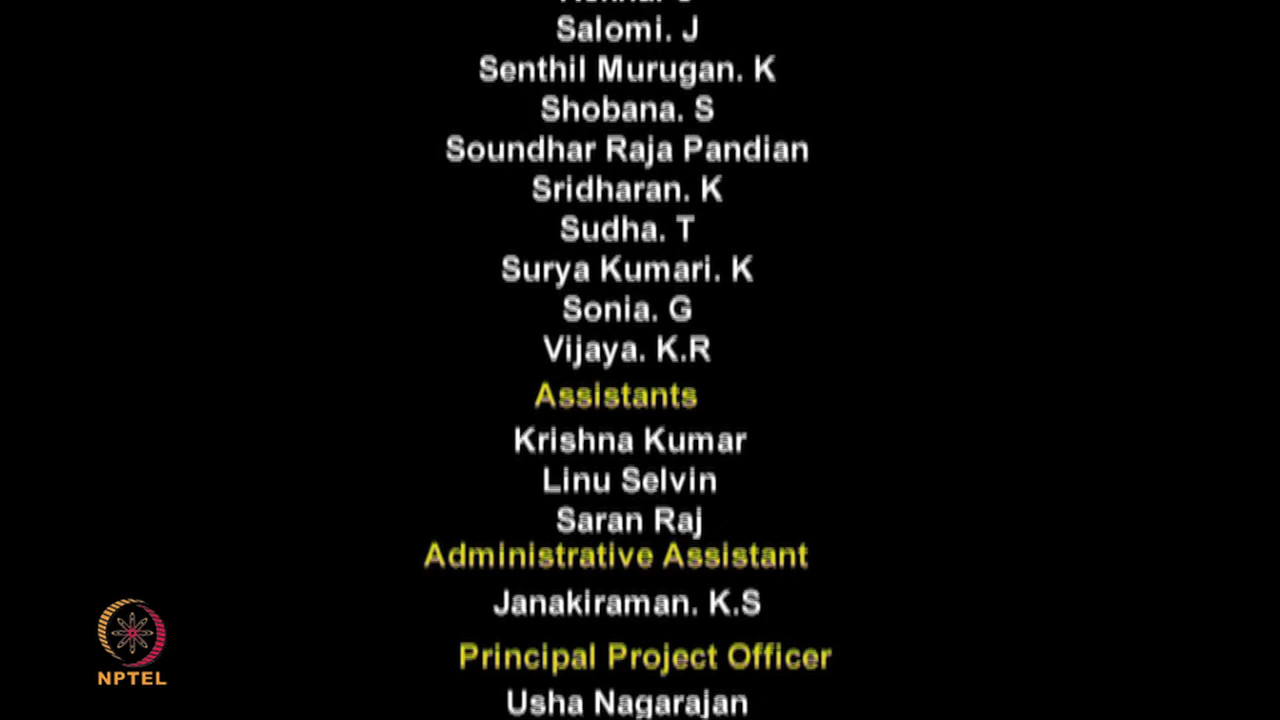 Salomi. J
Senthil Murugan. K
Shobana. S
Soundhar Raja Pandian
Sridharan. K
Sudha. T
Surya Kumari. K
Sonia. G
Vijaya. K.R
Assistants
Krishna Kumar
Linu Selvin
Saran Raj
Administrative Assistant
Janakiraman. K.S
Principal Project Officer
Usha Nagarajan
NPTEL